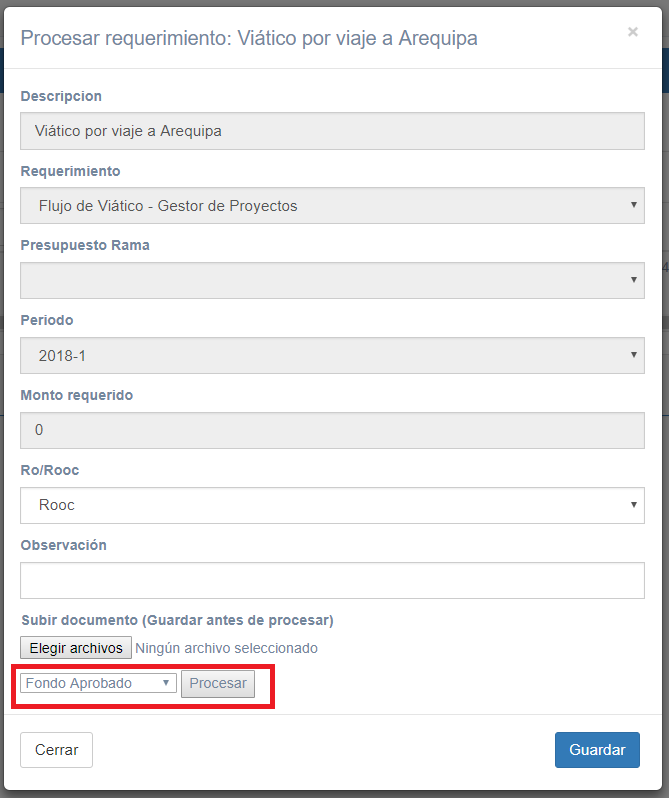 Procesar requerimiento: Viático por viaje a Arequipa
×
Descripcion
Viático por viaje a Arequipa
Requerimiento
Flujo de Viático - Gestor de Proyectos
Presupuesto Rama
Periodo
2018-1
Monto requerido
0
Ro/Rooc
Rooc
Observación
Subir documento (Guardar antes de procesar)
Elegir archivos Ningún archivo seleccionado
Fondo Aprobado Procesar
Cerrar Guardar
4